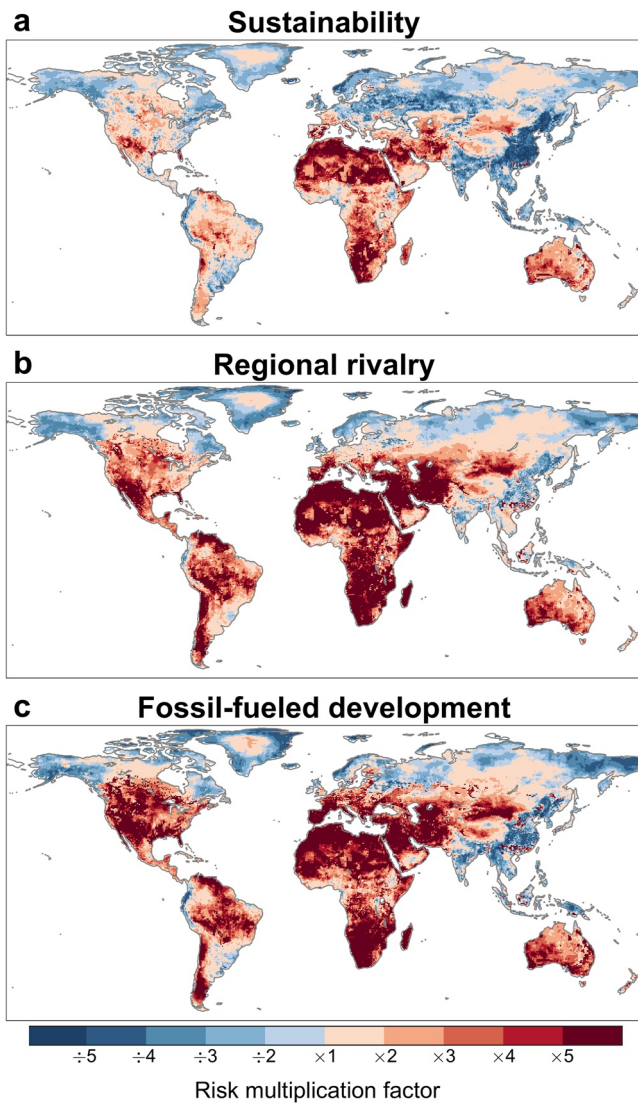 a
Sustainability
b
Regional rivalry
c
Fossil-fueled development
÷5 ÷4 ÷3 ÷2 ×1 ×2 ×3 ×4 ×5
Risk multiplication factor